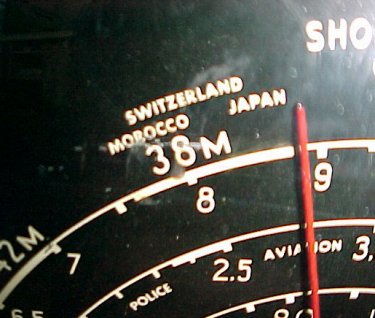 SHO
SWITZERLAND
JAPAN
MOROCCO
38M
42M
7
8
9
2.5
AVIATION
3.
POLICE